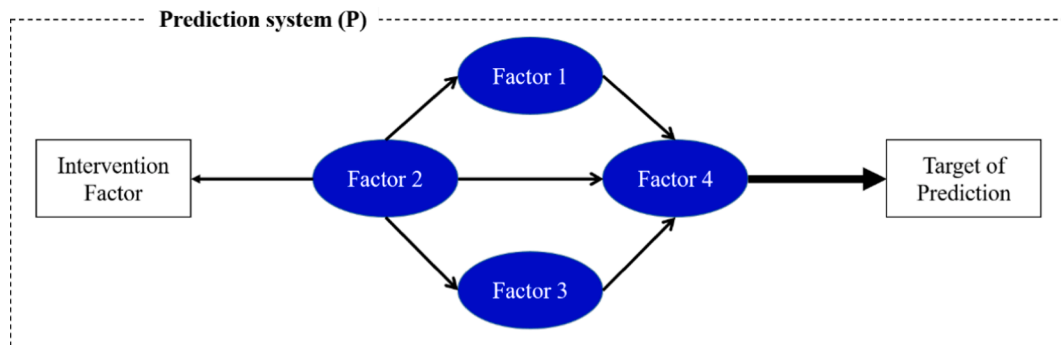 Prediction system (P)
Factor 1
Intervention
Factor
Factor 2
Factor 4
Target of
Prediction
Factor 3